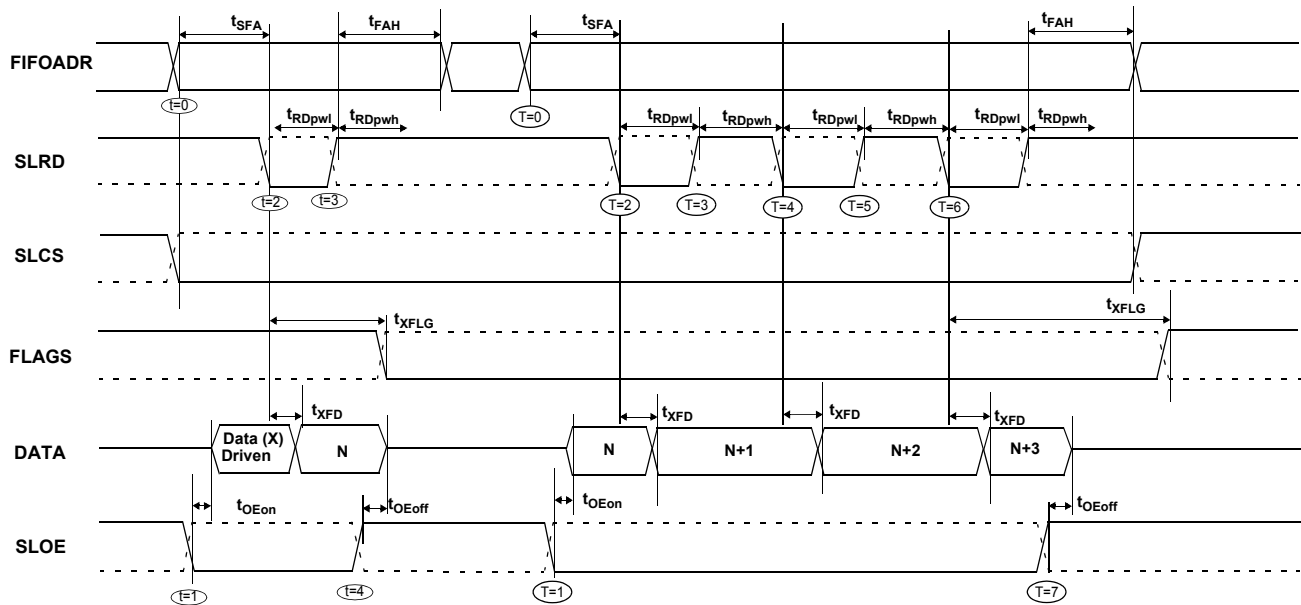 tSFA tFAH tSFA tFAH
FIFOADR
t=0 T=0
tRDpwl tRDpwh tRDpwl tRDpwh tRDpwl tRDpwh tRDpwl tRDpwh
SLRD
t=2 t=3 T=2 T=3 T=4 T=5 T=6
SLCS
tXFLG tXFLG
FLAGS
tXFD tXFD tXFD tXFD
DATA
Data (X)
Driven
N N N+1 N+2 N+3
tOEon tOEoff tOEon tOEoff
SLOE
t=1 t=4 T=1 T=7